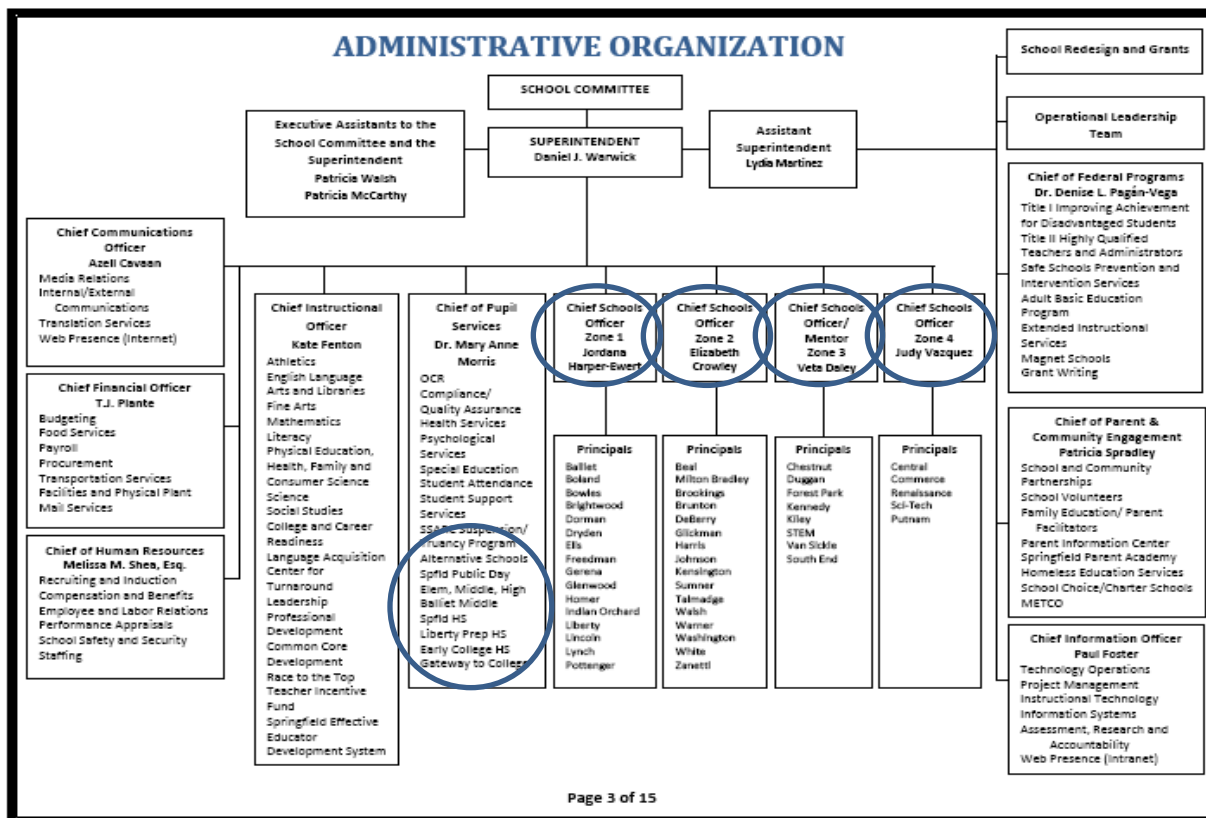 ADMINISTRATIVE ORGANIZATION
SCHOOL COMMITTEE
Executive Assistants to the
School Committee and the
Superintendent
Patricia Walsh
Patricia McCarthy
SUPERINTENDENT
Daniel J. Warwick
Assistant
Superintendent
Lydia Martinez
School Redesign and Grants
Operational Leadership
Team
Chief of Federal Programs
Dr. Denise L. Pagán-Vega
Title I Improving Achievement
for Disadvantaged Students
Title II Highly Qualified
Teachers and Administrators
Safe Schools Prevention and
Intervention Services
Adult Basic Education
Program
Extended Instructional
Services
Magnet Schools
Grant Writing
Chief Communications
Officer
Azell Cavaan
Media Relations
Internal/External
Communications
Translation Services
Web Presence (Internet)
Chief Financial Officer
T.J. Plante
Budgeting
Food Services
Payroll
Procurement
Transportation Services
Facilities and Physical Plant
Mail Services
Chief of Human Resources
Melissa M. Shea, Esq.
Recruiting and Induction
Compensation and Benefits
Employee and Labor Relations
Performance Appraisals
School Safety and Security
Staffing
Chief Instructional
Officer
Kate Fenton
Athletics
English Language
Arts and Libraries
Fine Arts
Mathematics
Literacy
Physical Education,
Health, Family and
Consumer Science
Science
Social Studies
College and Career
Readiness
Language Acquisition
Center for
Turnaround
Leadership
Professional
Development
Common Core
Development
Race to the Top
Teacher Incentive
Fund
Springfield Effective
Educator
Development System
Chief of Pupil
Services
Dr. Mary Anne
Morris
OCR
Compliance/
Quality Assurance
Health Services
Psychological
Services
Special Education
Student Attendance
Student Support
Services
Suspension/
Truancy Program
Alternative Schools
Spfld Public Day
Elem, Middle, High
Balliet Middle
Spfld HS
Liberty Prep HS
Early College HS
Gateway to College
Chief Schools
Officer
Zone 1
Jordana
Harper-Ewert
Principals
Balliet
Boland
Bowles
Brightwood
Dorman
Dryden
Ells
Freedman
Gerena
Glenwood
Homer
Indian Orchard
Liberty
Lincoln
Lynch
Pottenger
Chief Schools
Officer
Zone 2
Elizabeth
Crowley
Principals
Beal
Milton Bradley
Brookings
Brunton
DeBerry
Glickman
Harris
Johnson
Kensington
Sumner
Talmadge
Walsh
Warner
Washington
White
Zanetti
Chief Schools
Officer/
Mentor
Zone 3
Veta Daley
Principals
Chestnut
Duggan
Forest Park
Kennedy
Kiley
STEM
Van Sickle
South End
Chief Schools
Officer
Zone 4
Judy Vazquez
Principals
Central
Commerce
Renaissance
Sci-Tech
Putnam
Chief of Parent &
Community Engagement
Patricia Spradley
School and Community
Partnerships
School Volunteers
Family Education/ Parent
Facilitators
Parent Information Center
Springfield Parent Academy
Homeless Education Services
School Choice/Charter Schools
METCO
Chief Information Officer
Paul Foster
Technology Operations
Project Management
Instructional Technology
Information Systems
Assessment, Research and
Accountability
Web Presence (Intranet)
Page 3 of 15